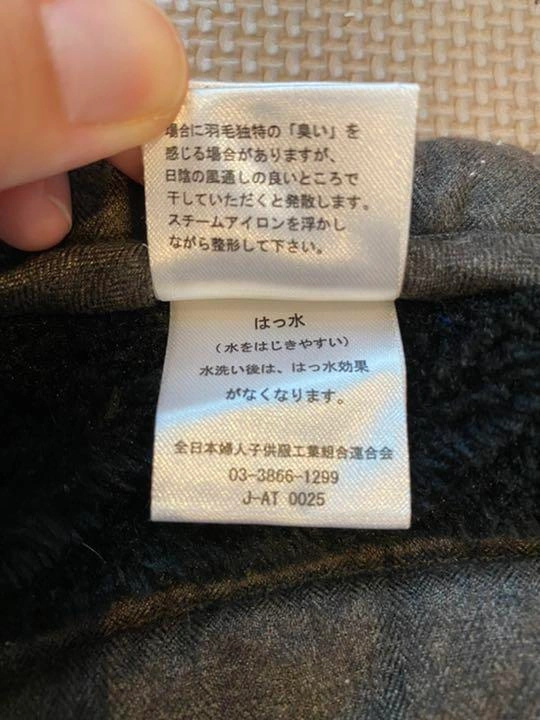 場合に羽毛独特の「臭い」を
感じる場合がありますが、
日陰の風通しの良いところで
干していただくと発散します。
スチームアイロンを浮かし
ながら整形して下さい。
はっ水
(水をはじきやすい)
水洗い後は、はっ水効果
がなくなります。
全日本婦人子供服工業組合連合会
03-3866-1299
J-AT 0025